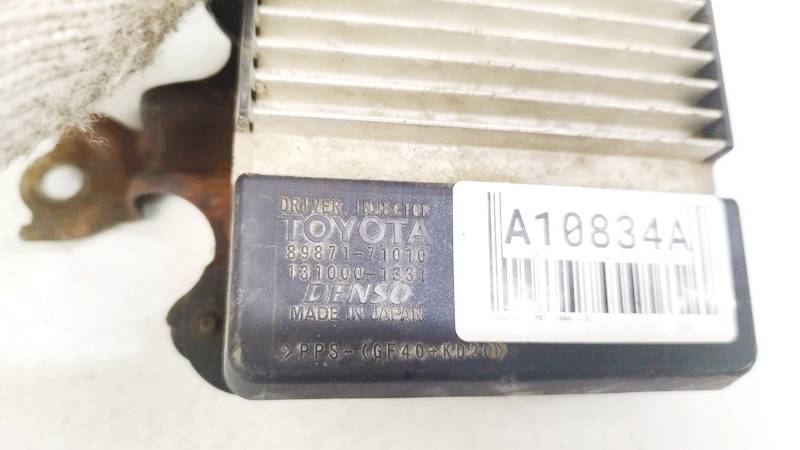 DRIVER, INJECTOR
TOYOTA
89871-71010
131000-1331
DENSO
MADE IN JAPAN
>PPS-(GF40+KD20)
A10834A